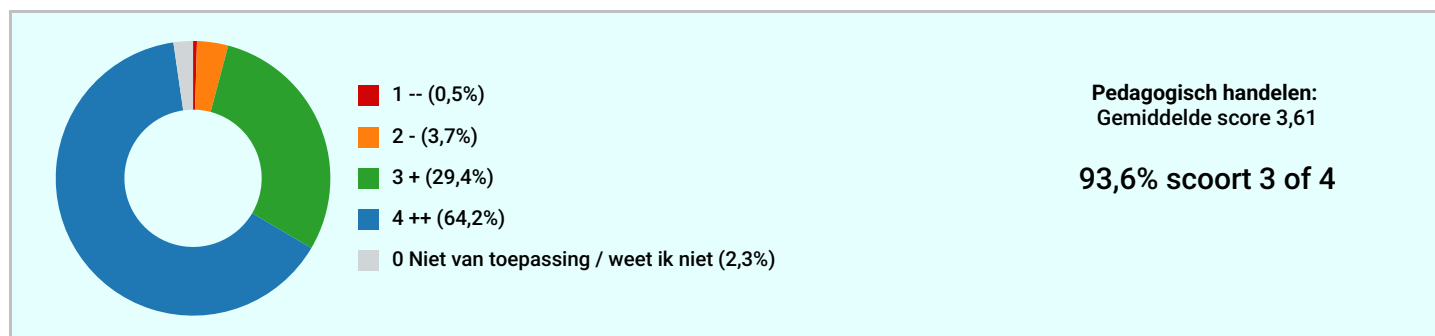 1 -- (0,5%)
2 - (3,7%)
3 + (29,4%)
4 ++ (64,2%)
0 Niet van toepassing / weet ik niet (2,3%)
Pedagogisch handelen:
Gemiddelde score 3,61
93,6% scoort 3 of 4